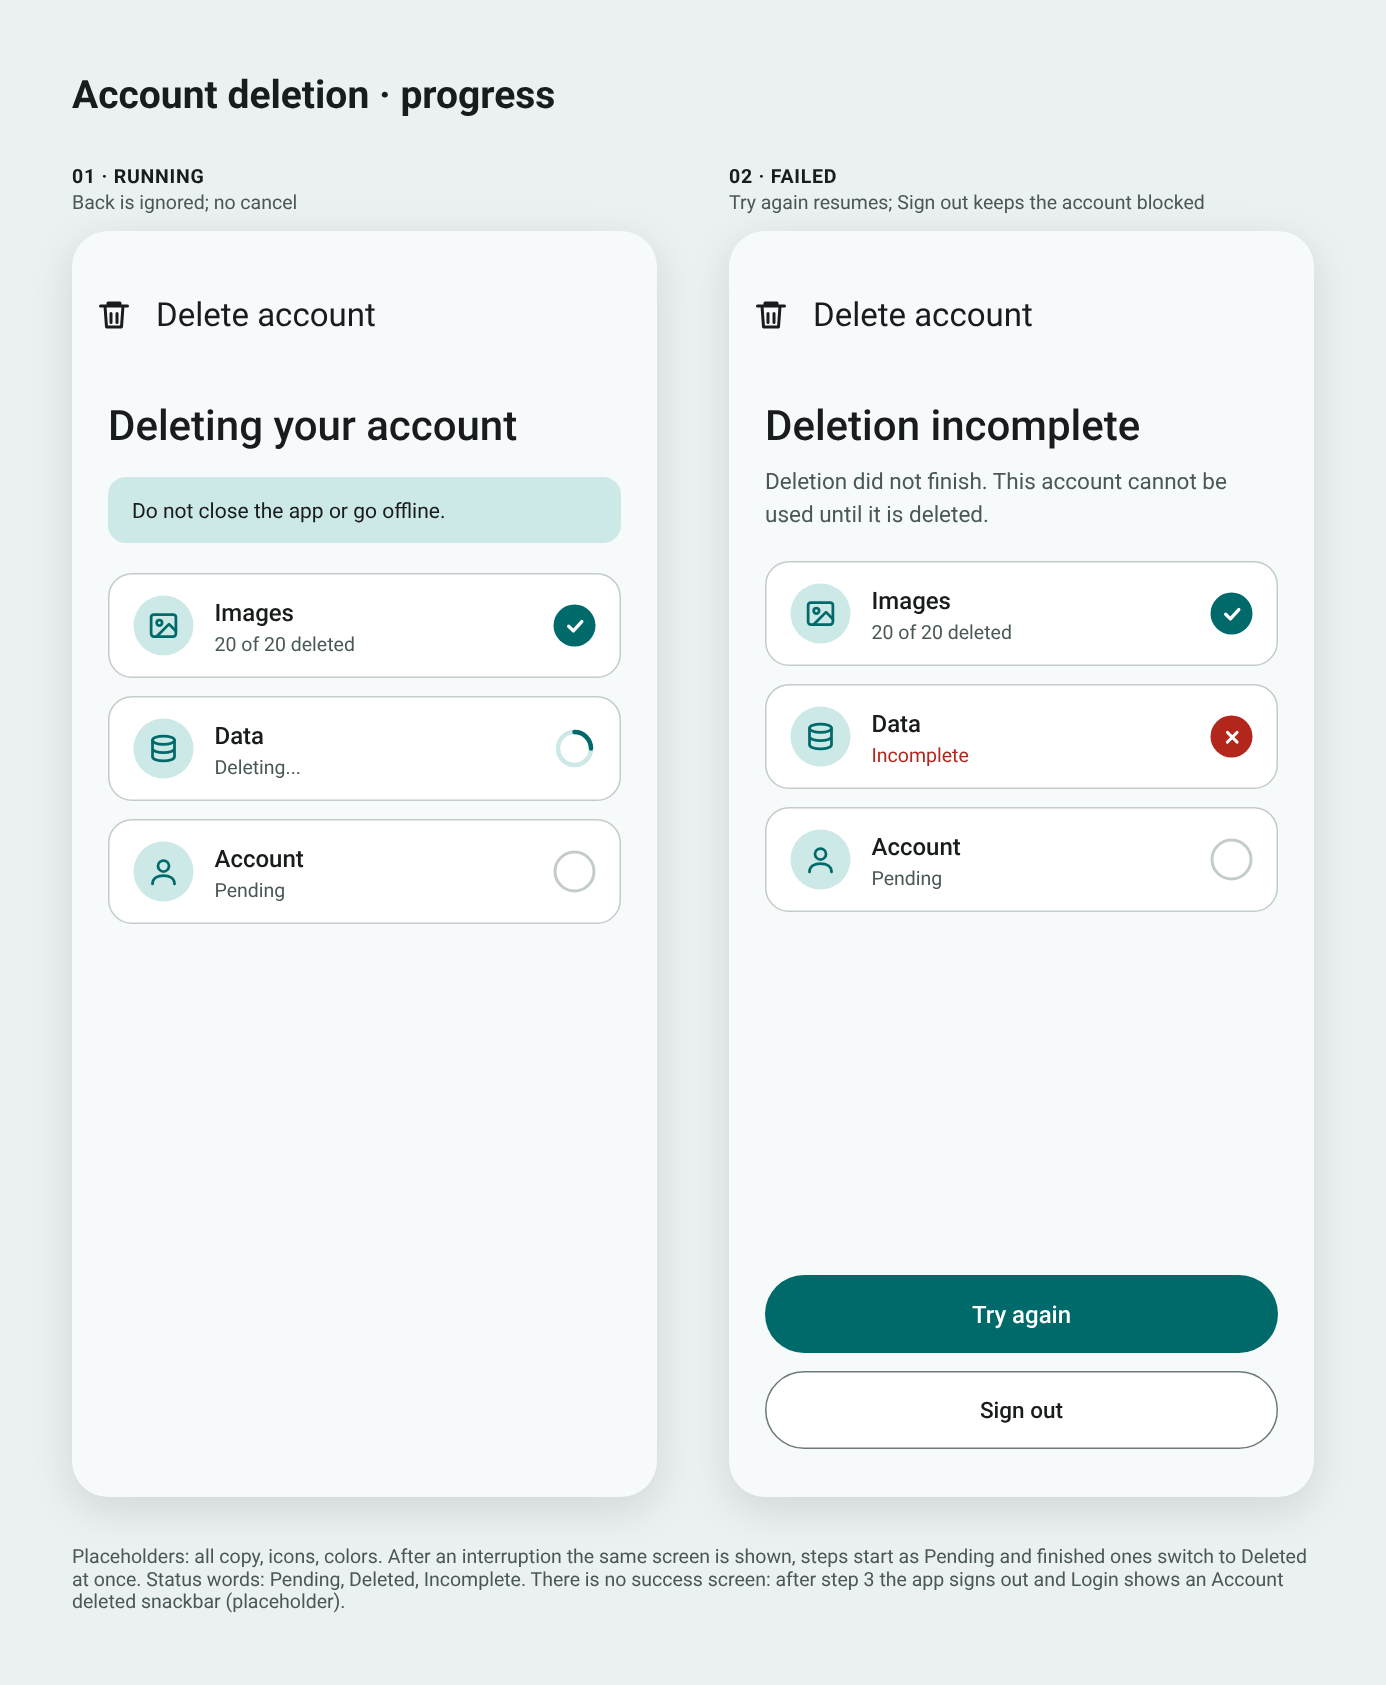 Account deletion · progress
01 · RUNNING
Back is ignored; no cancel
Delete account
Deleting your account
Do not close the app or go offline.
Images
20 of 20 deleted
Data
Deleting...
Account
Pending
02 · FAILED
Try again resumes; Sign out keeps the account blocked
Delete account
Deletion incomplete
Deletion did not finish. This account cannot be
used until it is deleted.
Images
20 of 20 deleted
Data
Incomplete
Account
Pending
Try again
Sign out
Placeholders: all copy, icons, colors. After an interruption the same screen is shown, steps start as Pending and finished ones switch to Deleted
at once. Status words: Pending, Deleted, Incomplete. There is no success screen: after step 3 the app signs out and Login shows an Account
deleted snackbar (placeholder).